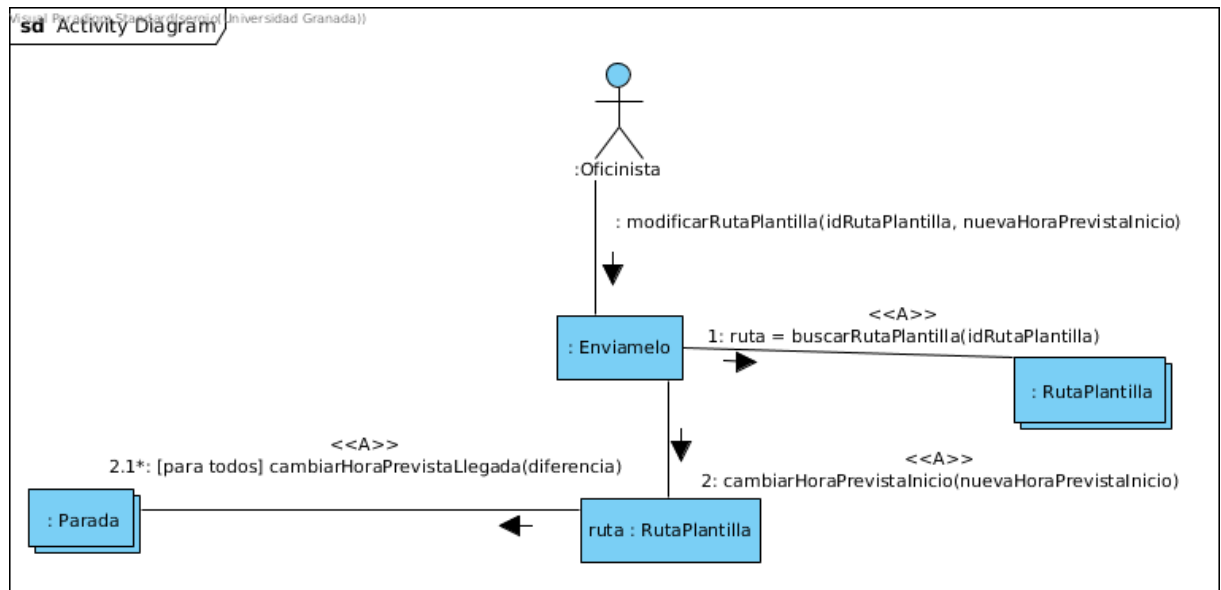 Visual Paradigm Standard(sergio(Universidad Granada))
sd Activity Diagram
:Oficinista
: modificarRutaPlantilla(idRutaPlantilla, nuevaHoraPrevistaInicio)
<<A>>
: Enviamelo
1: ruta = buscarRutaPlantilla(idRutaPlantilla)
: RutaPlantilla
<<A>>
2.1*: [para todos] cambiarHoraPrevistaLlegada(diferencia)
<<A>>
2: cambiarHoraPrevistaInicio(nuevaHoraPrevistaInicio)
: Parada
ruta : RutaPlantilla